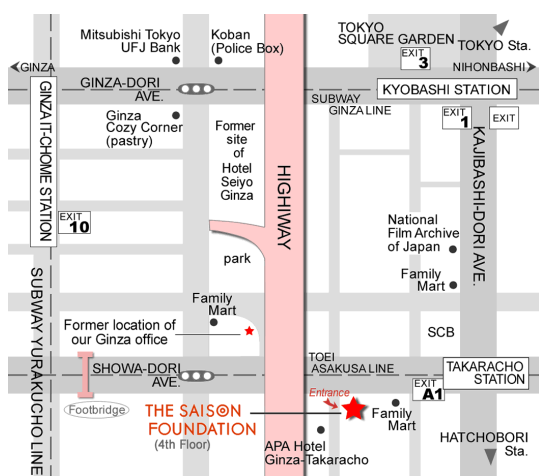 Mitsubishi Tokyo
UFJ Bank
Koban
(Police Box)
TOKYO
SQUARE GARDEN
EXIT
3
TOKYO Sta.
GINZA
NIHONBASHI
GINZA-DORI
AVE.
KYOBASHI STATION
SUBWAY
GINZA LINE
EXIT
1
EXIT
Ginza
Cozy Corner
(pastry)
Former
site
of
Hotel
Seiyo
Ginza
GINZA IT-CHOME STATION
HIGHWAY
KAJIBASHI-DORI AVE.
EXIT
10
National
Film Archive
of Japan
park
Family
Mart
Family
Mart
Former location of
our Ginza office
SCB
SUBWAY YURAKUCHO LINE
SHOWA-DORI
AVE.
TOEI
ASAKUSA LINE
TAKARACHO
STATION
EXIT
A1
Entrance
Footbridge
THE SAISON
FOUNDATION
(4th Floor)
Family
Mart
APA Hotel
Ginza-Takaracho
HATCHOBORI
Sta.